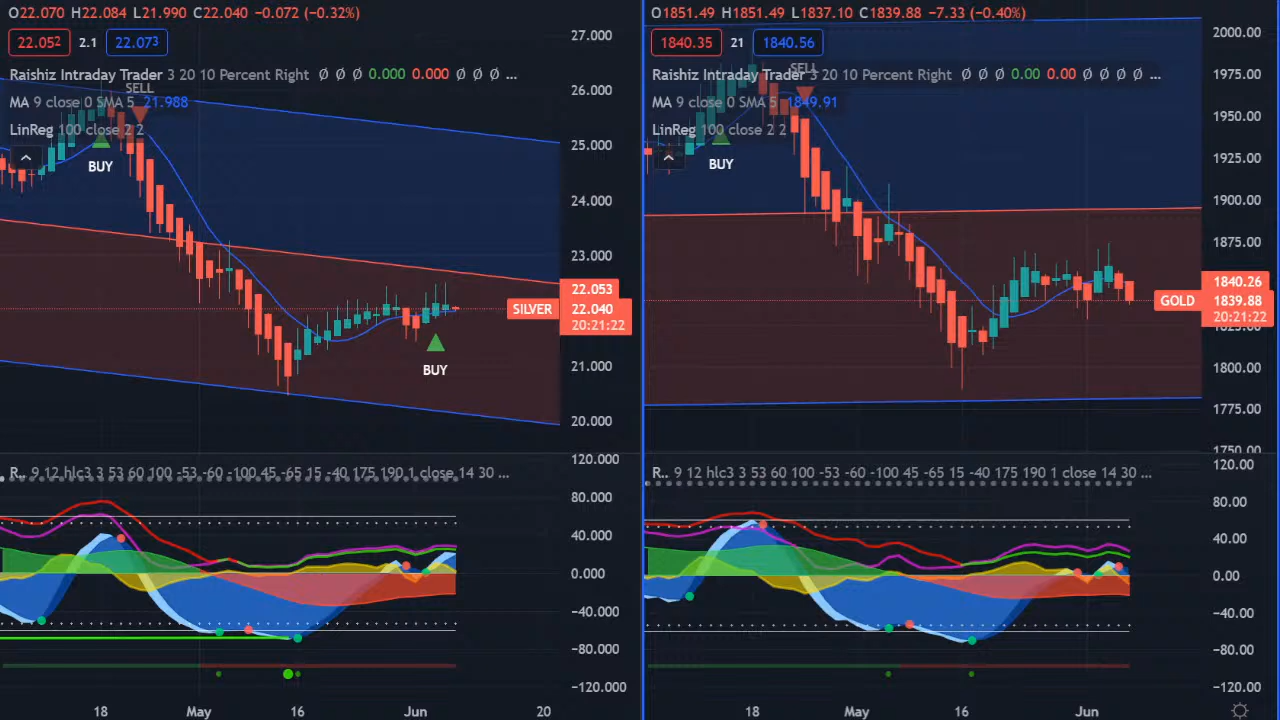 O22.070 H22.084 L21.990 C22.040 −0.072 (−0.32%)
22.052 2.1 22.073
Raishiz Intraday Trader 3 20 10 Percent Right Ø Ø Ø 0.000 0.000 Ø Ø Ø ...
SELL
MA 9 close 0 SMA 5 21.988
LinReg 100 close 2 2
BUY
BUY
27.000
26.000
25.000
24.000
23.000
22.053
SILVER 22.040
20:21:22
21.000
20.000
120.000
R.. 9 12 hlc3 3 53 60 100 -53 -60 -100 45 -65 15 -40 175 190 1 close 14 30 ...
80.000
40.000
0.000
−40.000
−80.000
−120.000
18 May 16 Jun 20
O1851.49 H1851.49 L1837.10 C1839.88 −7.33 (−0.40%)
1840.35 21 1840.56
Raishiz Intraday Trader 3 20 10 Percent Right Ø Ø Ø 0.00 0.00 Ø Ø Ø Ø ...
SELL
MA 9 close 0 SMA 5 1849.91
LinReg 100 close 2 2
BUY
2000.00
1975.00
1950.00
1925.00
1900.00
1875.00
1840.26
GOLD 1839.88
20:21:22
1825.00
1800.00
1775.00
1750.00
120.00
R.. 9 12 hlc3 3 53 60 100 -53 -60 -100 45 -65 15 -40 175 190 1 close 14 30 ...
80.00
40.00
0.00
−40.00
−80.00
−120.00
18 May 16 Jun